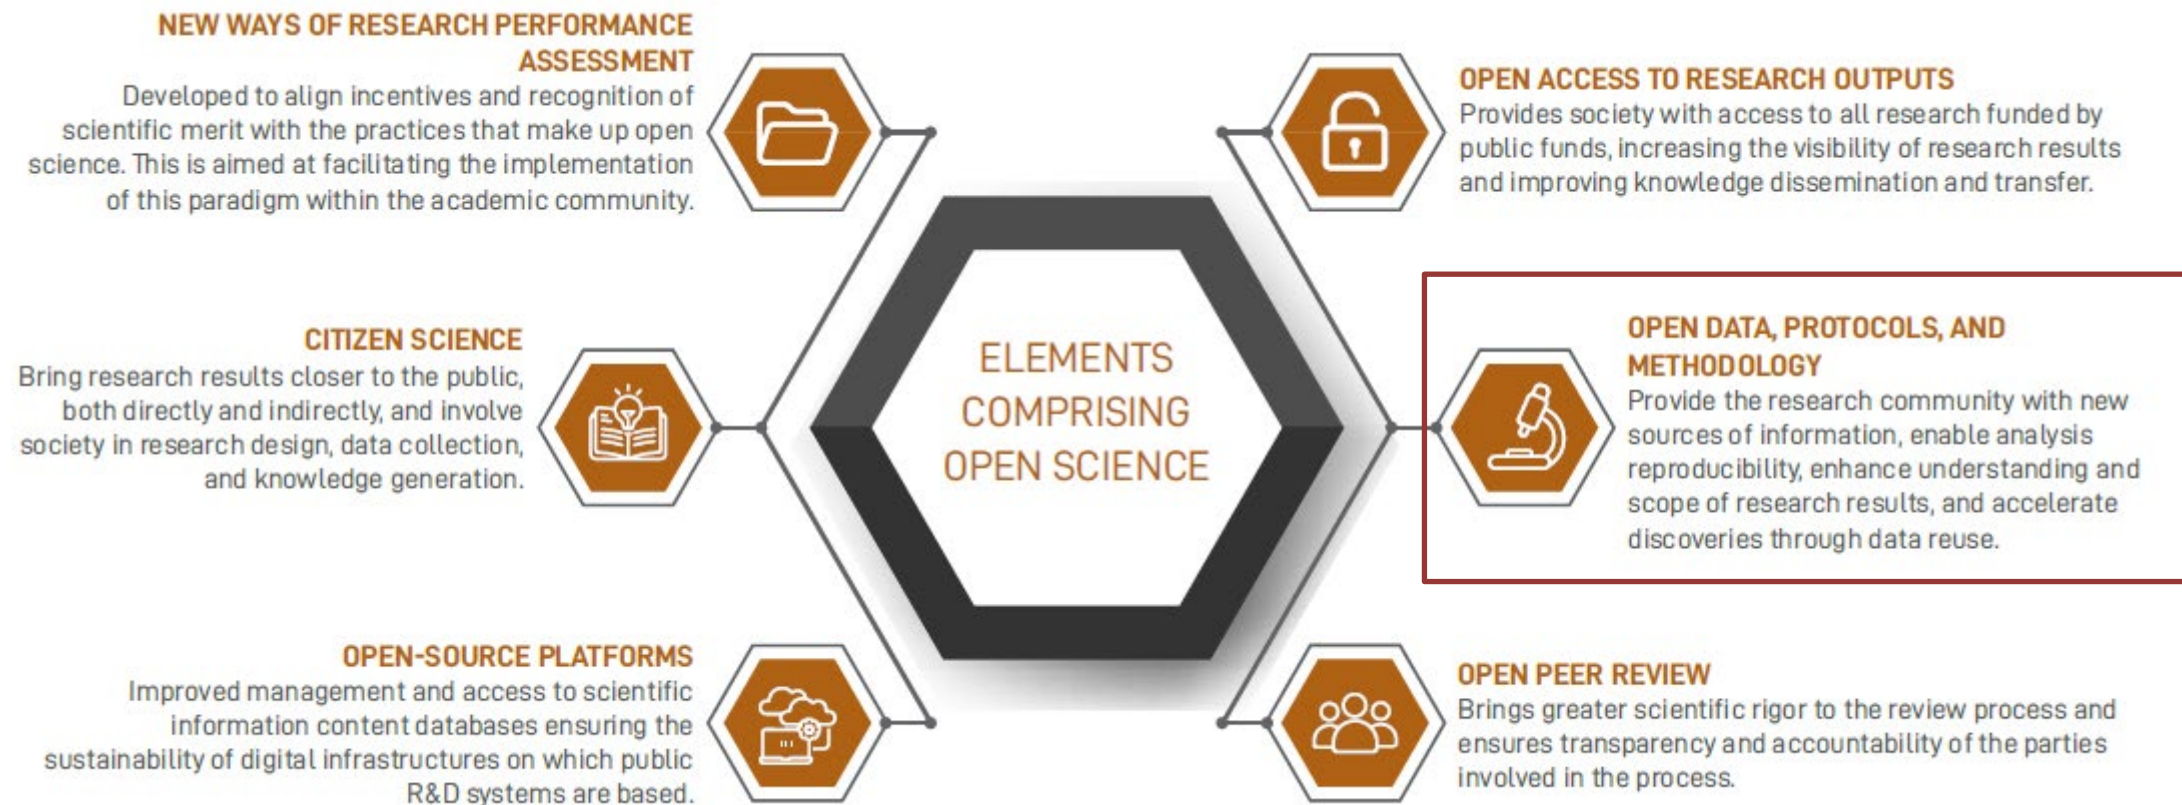 NEW WAYS OF RESEARCH PERFORMANCE
ASSESSMENT
Developed to align incentives and recognition of
scientific merit with the practices that make up open
science. This is aimed at facilitating the implementation
of this paradigm within the academic community.
CITIZEN SCIENCE
Bring research results closer to the public,
both directly and indirectly, and involve
society in research design, data collection,
and knowledge generation.
OPEN-SOURCE PLATFORMS
Improved management and access to scientific
information content databases ensuring the
sustainability of digital infrastructures on which public
R&D systems are based.
ELEMENTS
COMPRISING
OPEN SCIENCE
OPEN ACCESS TO RESEARCH OUTPUTS
Provides society with access to all research funded by
public funds, increasing the visibility of research results
and improving knowledge dissemination and transfer.
OPEN DATA, PROTOCOLS, AND
METHODOLOGY
Provide the research community with new
sources of information, enable analysis
reproducibility, enhance understanding and
scope of research results, and accelerate
discoveries through data reuse.
OPEN PEER REVIEW
Brings greater scientific rigor to the review process and
ensures transparency and accountability of the parties
involved in the process.